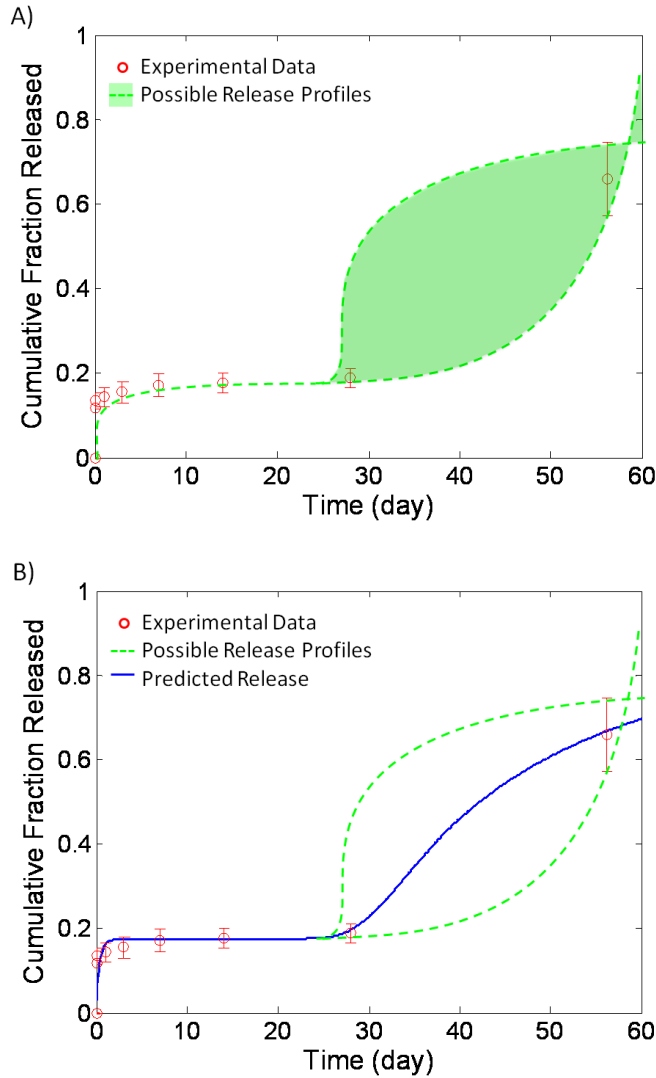 A)
1
Experimental Data
Possible Release Profiles
0.8
0.6
0.4
0.2
0
Cumulative Fraction Released
0 10 20 30 40 50 60
Time (day)
B)
1
Experimental Data
Possible Release Profiles
Predicted Release
0.8
0.6
0.4
0.2
0
Cumulative Fraction Released
0 10 20 30 40 50 60
Time (day)